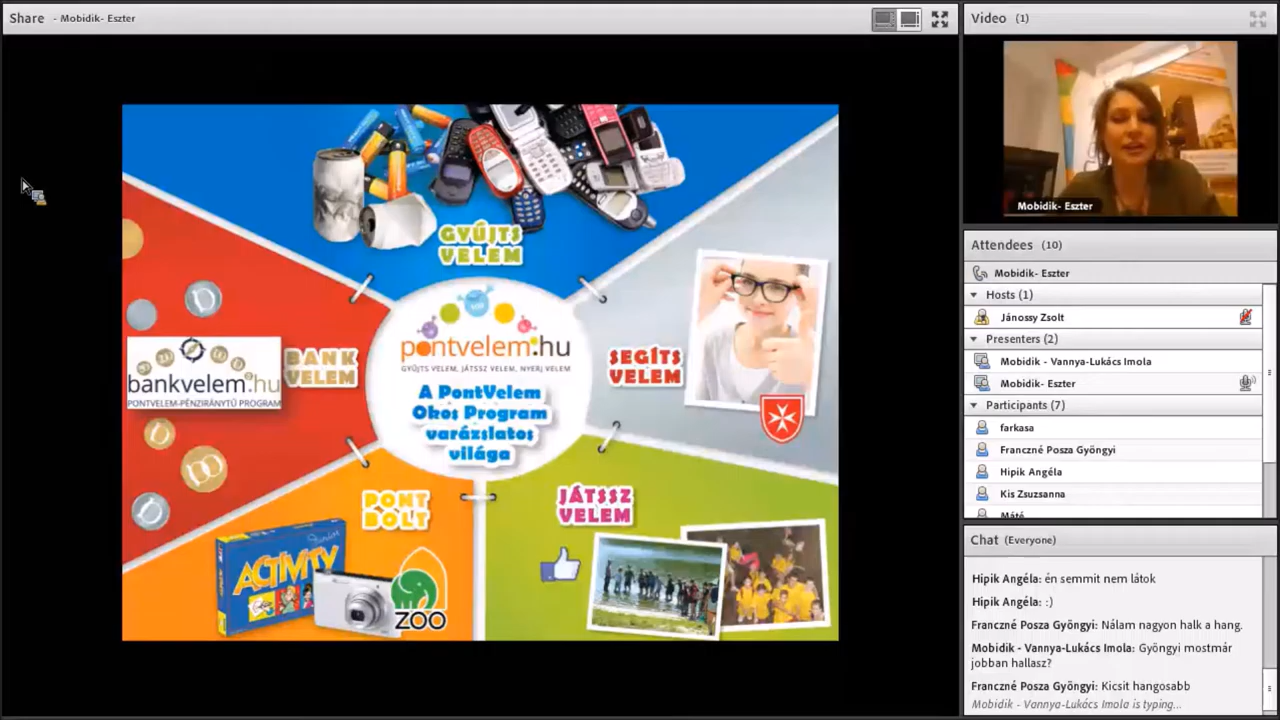 Share - Mobidik- Eszter
GYŰJTS
VELEM
BANK
VELEM
bankvelem.hu
PONTVELEM-PÉNZIRÁNYTŰ PROGRAM
pontvelem.hu
GYŰJTS VELEM, JÁTSSZ VELEM, NYERJ VELEM
A PontVelem
Okos Program
varázslatos
világa
SEGÍTS
VELEM
PONT
BOLT
ACTIVITY
Junior
ZOO
JÁTSSZ
VELEM
Video (1)
Mobidik- Eszter
Attendees (10)
Mobidik- Eszter
Hosts (1)
Jánossy Zsolt
Presenters (2)
Mobidik - Vannya-Lukács Imola
Mobidik- Eszter
Participants (7)
farkasa
Franczné Posza Gyöngyi
Hipik Angéla
Kis Zsuzsanna
Máté
Chat (Everyone)
Hipik Angéla: én semmit nem látok
Hipik Angéla: :)
Franczné Posza Gyöngyi: Nálam nagyon halk a hang.
Mobidik - Vannya-Lukács Imola: Gyöngyi mostmár
jobban hallasz?
Franczné Posza Gyöngyi: Kicsit hangosabb
Mobidik - Vannya-Lukács Imola is typing...